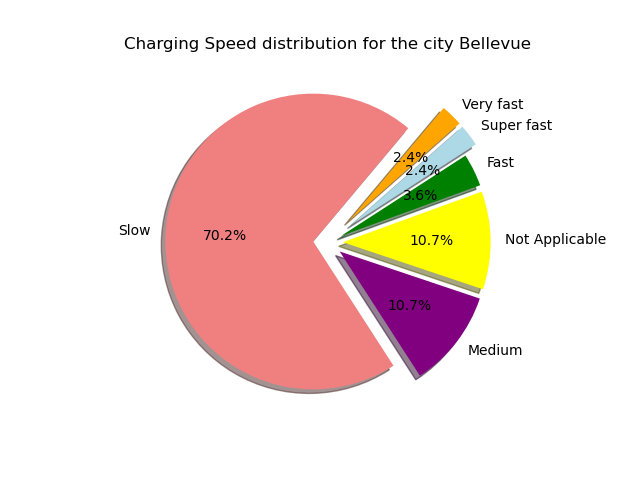 Charging Speed distribution for the city Bellevue
Very fast
Super fast
Fast
Not Applicable
Medium
Slow
2.4%
2.4%
3.6%
10.7%
10.7%
70.2%